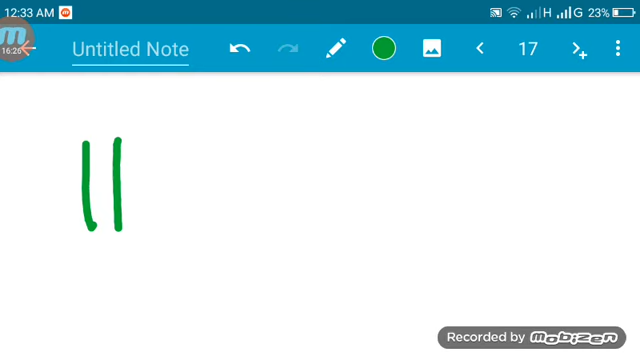 12:33 AM H G 23%
m
16:26
Untitled Note 17
Recorded by
mobizen